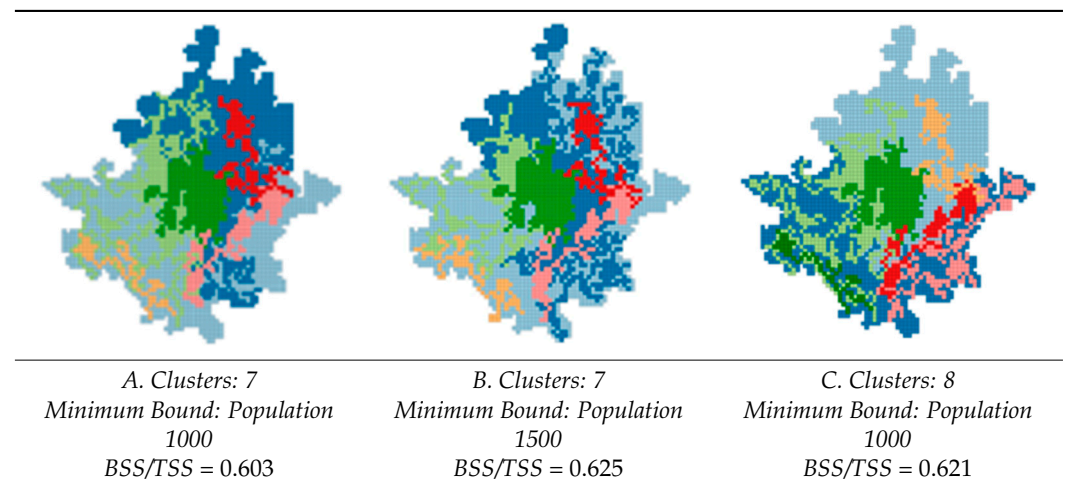 A. Clusters: 7
Minimum Bound: Population
1000
BSS/TSS = 0.603
B. Clusters: 7
Minimum Bound: Population
1500
BSS/TSS = 0.625
C. Clusters: 8
Minimum Bound: Population
1000
BSS/TSS = 0.621